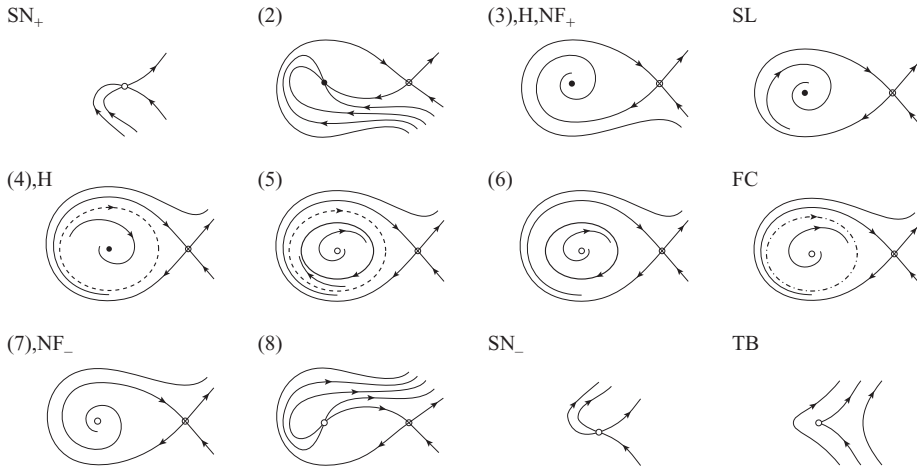 SN₊ (2) (3),H,NF₊ SL
(4),H (5) (6) FC
(7),NF₋ (8) SN₋ TB